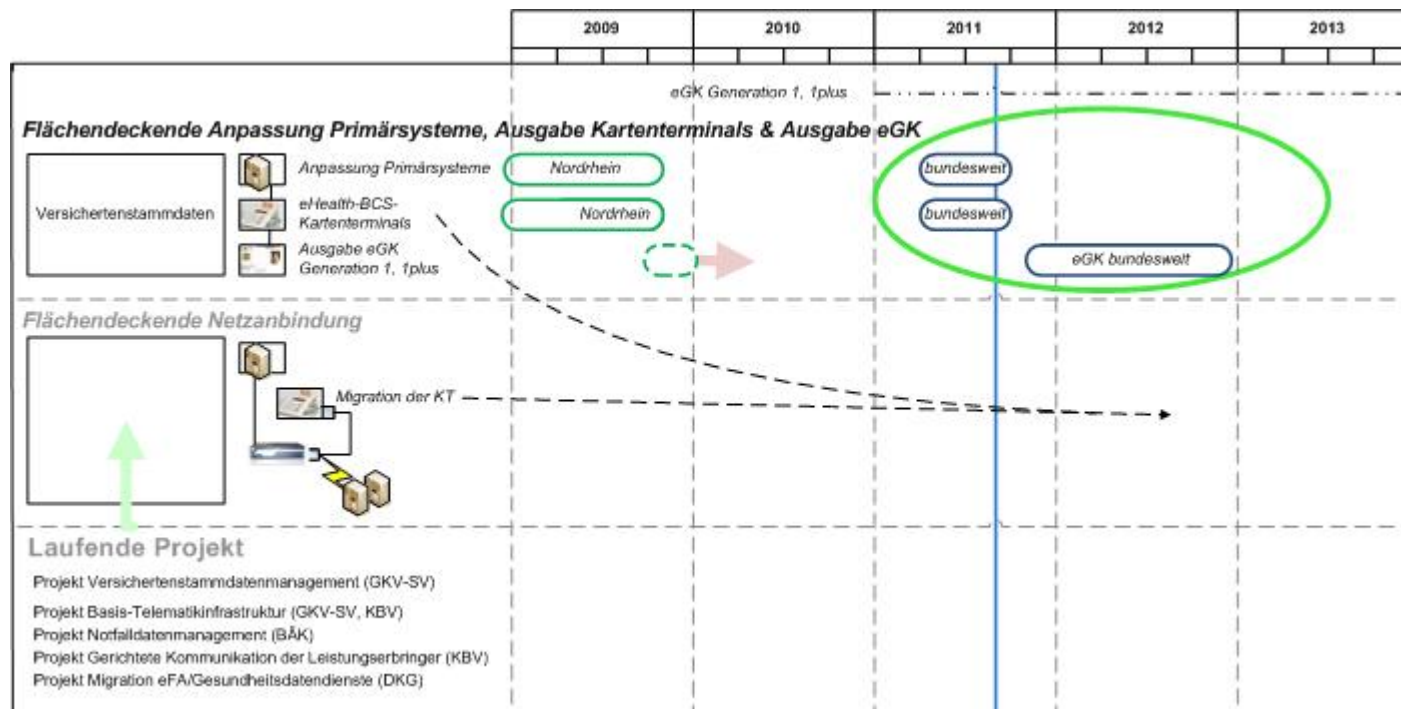 2009 2010 2011 2012 2013
eGK Generation 1, 1plus
Flächendeckende Anpassung Primärsysteme, Ausgabe Kartenterminals & Ausgabe eGK
Versichertenstammdaten
Anpassung Primärsysteme
Nordrhein
bundesweit
eHealth-BCS-
Kartenterminals
Nordrhein
bundesweit
Ausgabe eGK
Generation 1, 1plus
eGK bundesweit
Flächendeckende Netzanbindung
Migration der KT
Laufende Projekt
Projekt Versichertenstammdatenmanagement (GKV-SV)
Projekt Basis-Telematikinfrastruktur (GKV-SV, KBV)
Projekt Notfalldatenmanagement (BÄK)
Projekt Gerichtete Kommunikation der Leistungserbringer (KBV)
Projekt Migration eFA/Gesundheitsdatendienste (DKG)